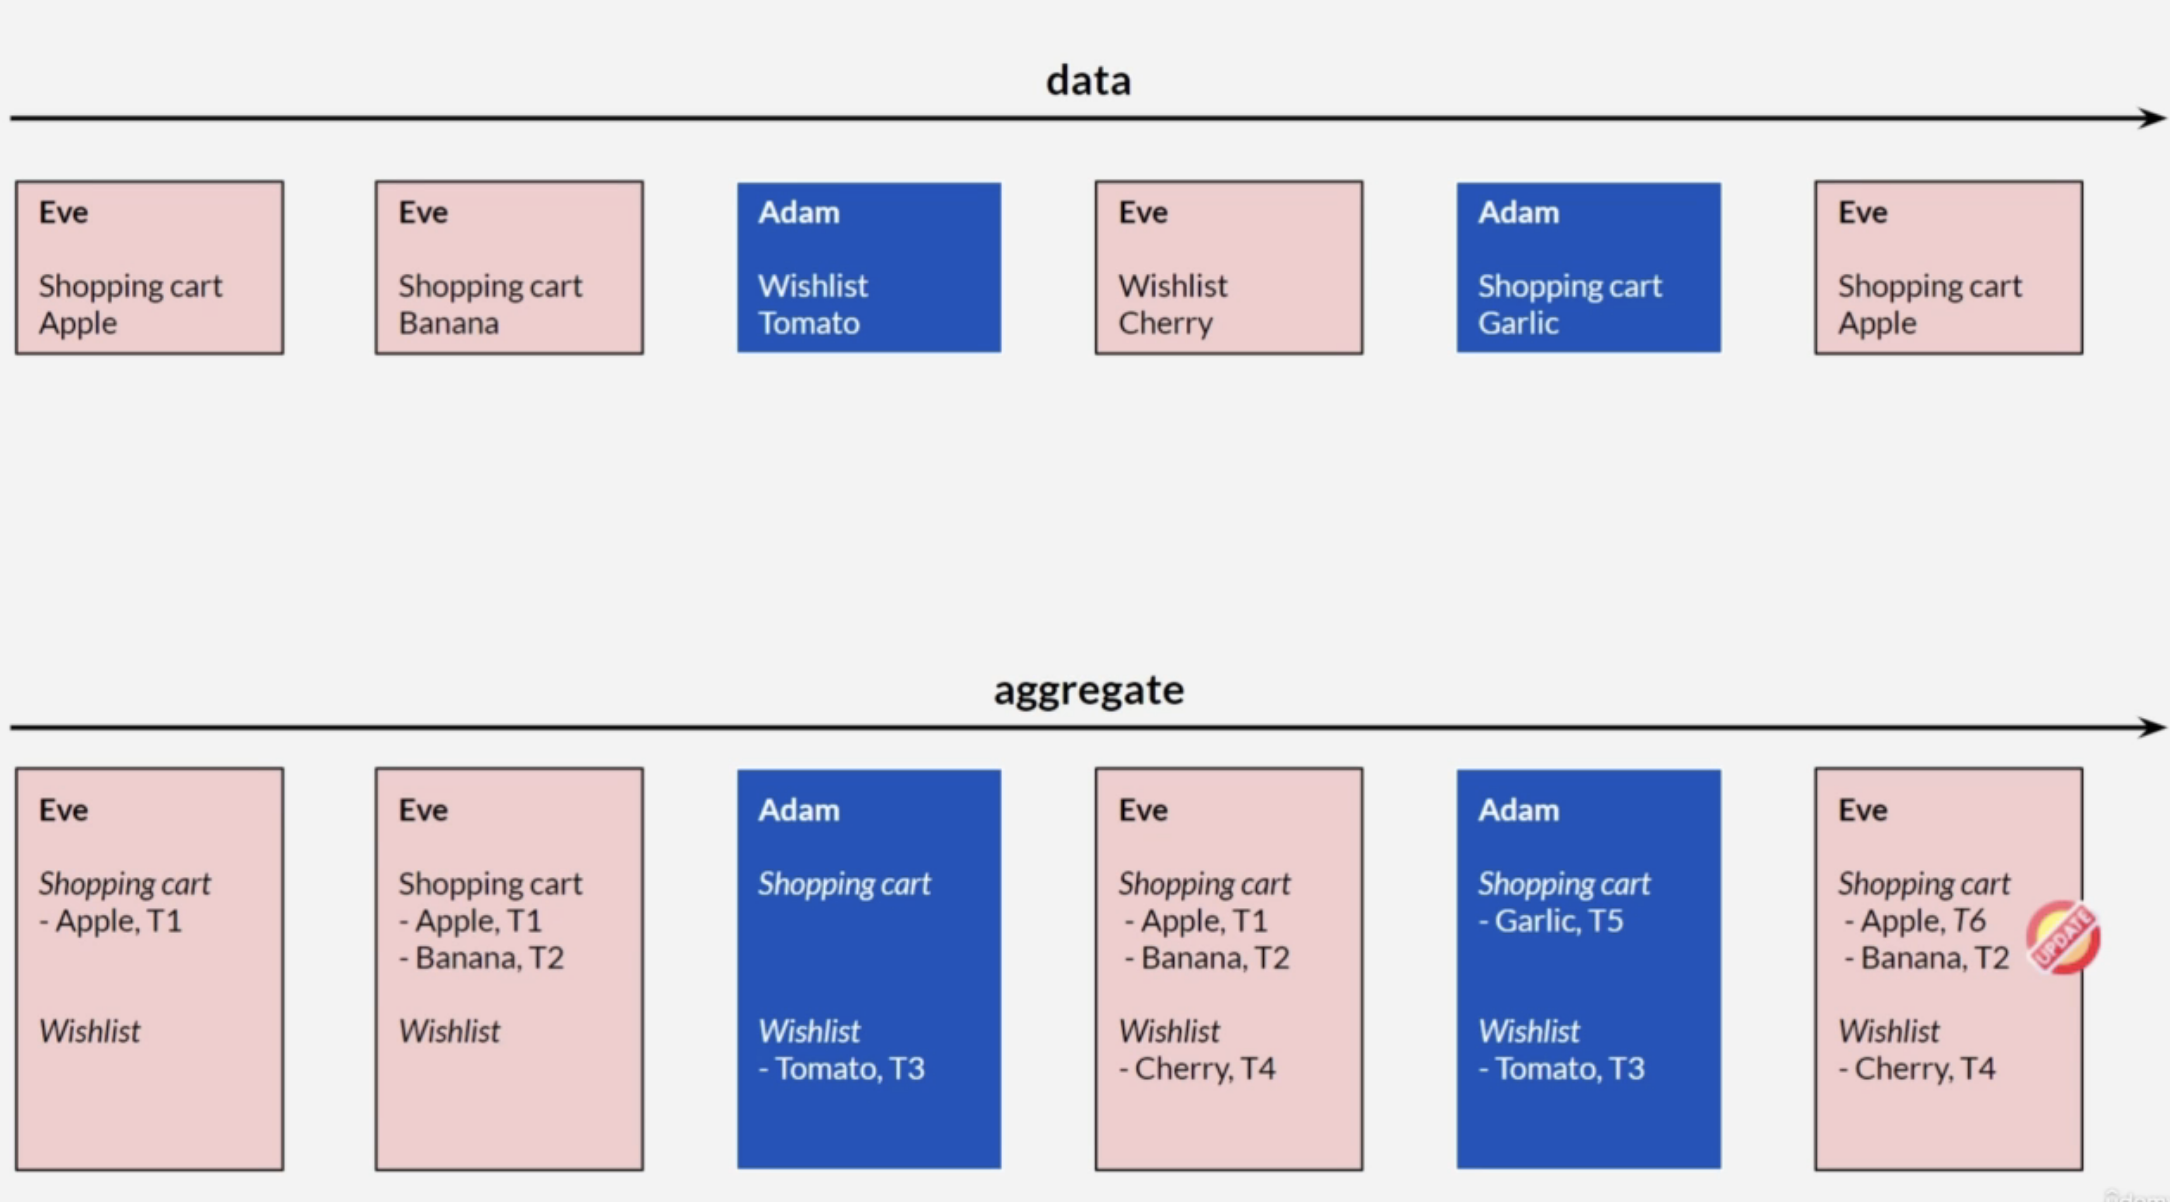 data
Eve
Shopping cart
Apple
Eve
Shopping cart
Banana
Adam
Wishlist
Tomato
Eve
Wishlist
Cherry
Adam
Shopping cart
Garlic
Eve
Shopping cart
Apple
aggregate
Eve
Shopping cart
- Apple, T1
Wishlist
Eve
Shopping cart
- Apple, T1
- Banana, T2
Wishlist
Adam
Shopping cart
Wishlist
- Tomato, T3
Eve
Shopping cart
- Apple, T1
- Banana, T2
Wishlist
- Cherry, T4
Adam
Shopping cart
- Garlic, T5
Wishlist
- Tomato, T3
Eve
Shopping cart
- Apple, T6
- Banana, T2
UPDATE
Wishlist
- Cherry, T4